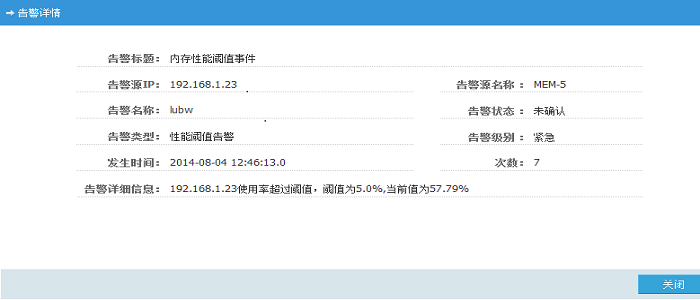 告警详情
告警标题： 内存性能阈值事件
告警源IP： 192.168.1.23 告警源名称： MEM-5
告警名称： lubw 告警状态： 未确认
告警类型： 性能阈值告警 告警级别： 紧急
发生时间： 2014-08-04 12:46:13.0 次数： 7
告警详细信息： 192.168.1.23使用率超过阈值，阈值为5.0%,当前值为57.79%
关闭